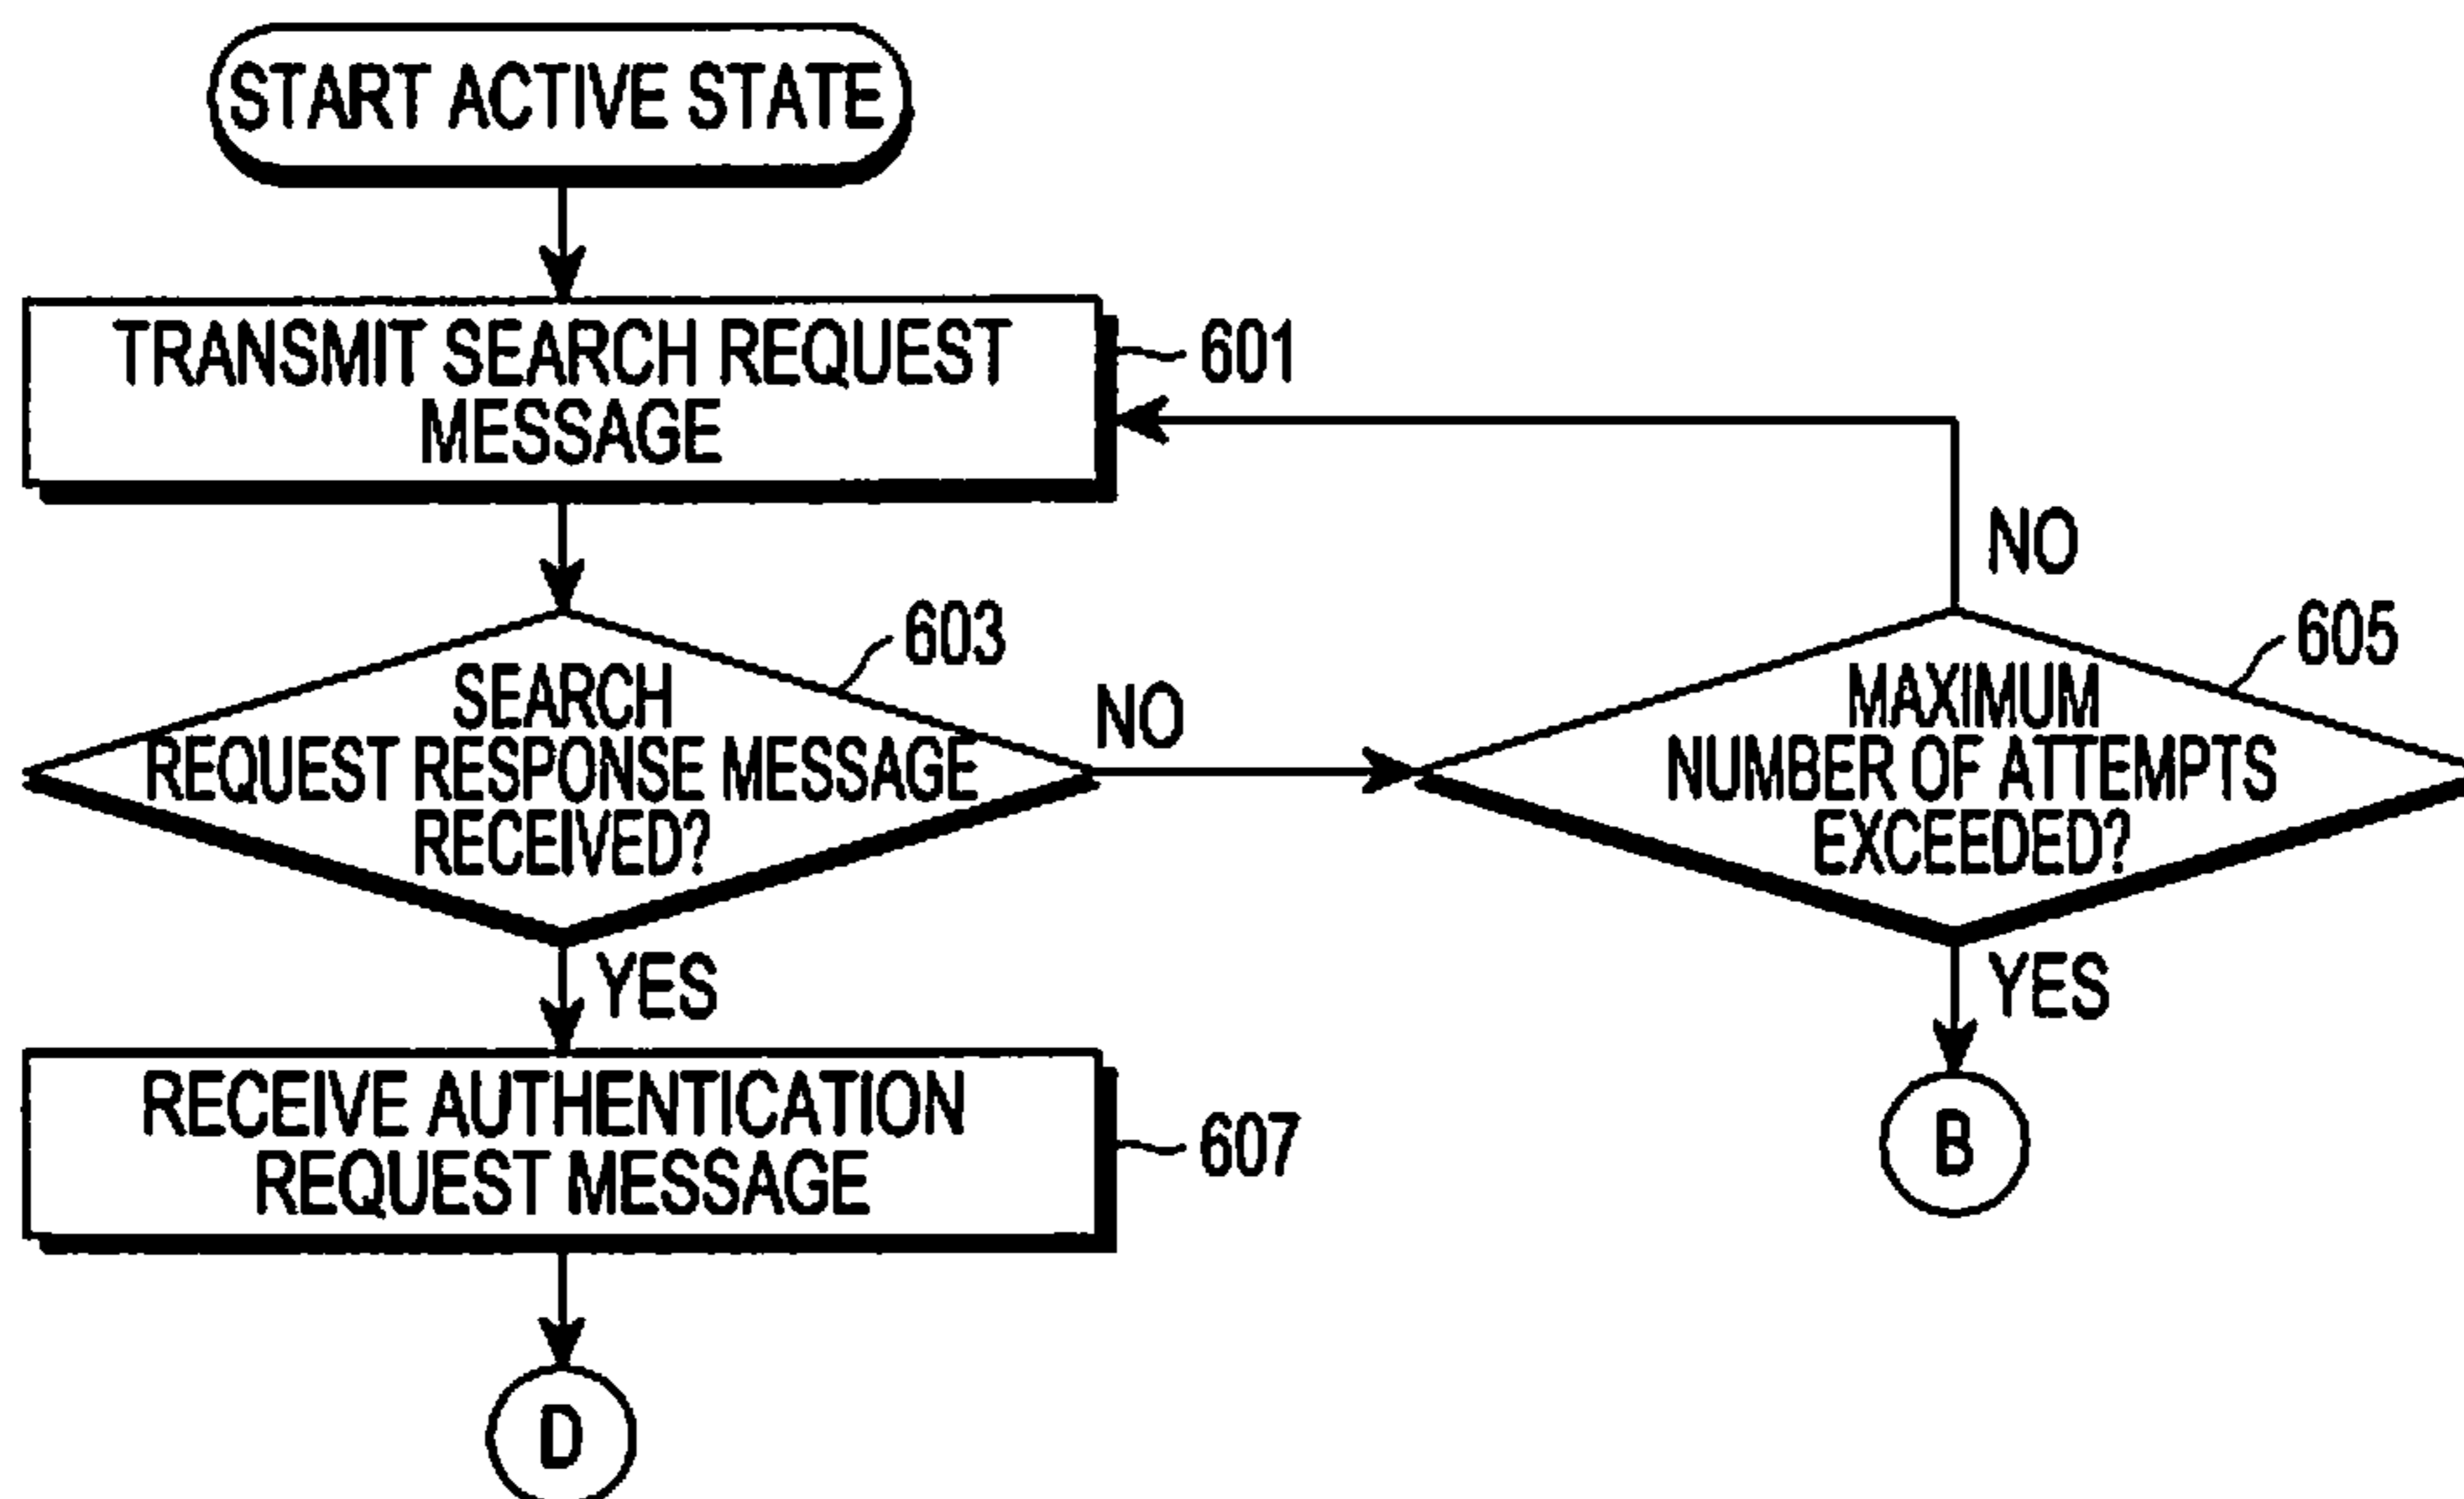 START ACTIVE STATE
TRANSMIT SEARCH REQUEST
MESSAGE
601
NO
603
SEARCH
REQUEST RESPONSE MESSAGE
RECEIVED?
NO
605
MAXIMUM
NUMBER OF ATTEMPTS
EXCEEDED?
YES
YES
RECEIVE AUTHENTICATION
REQUEST MESSAGE
607
B
D